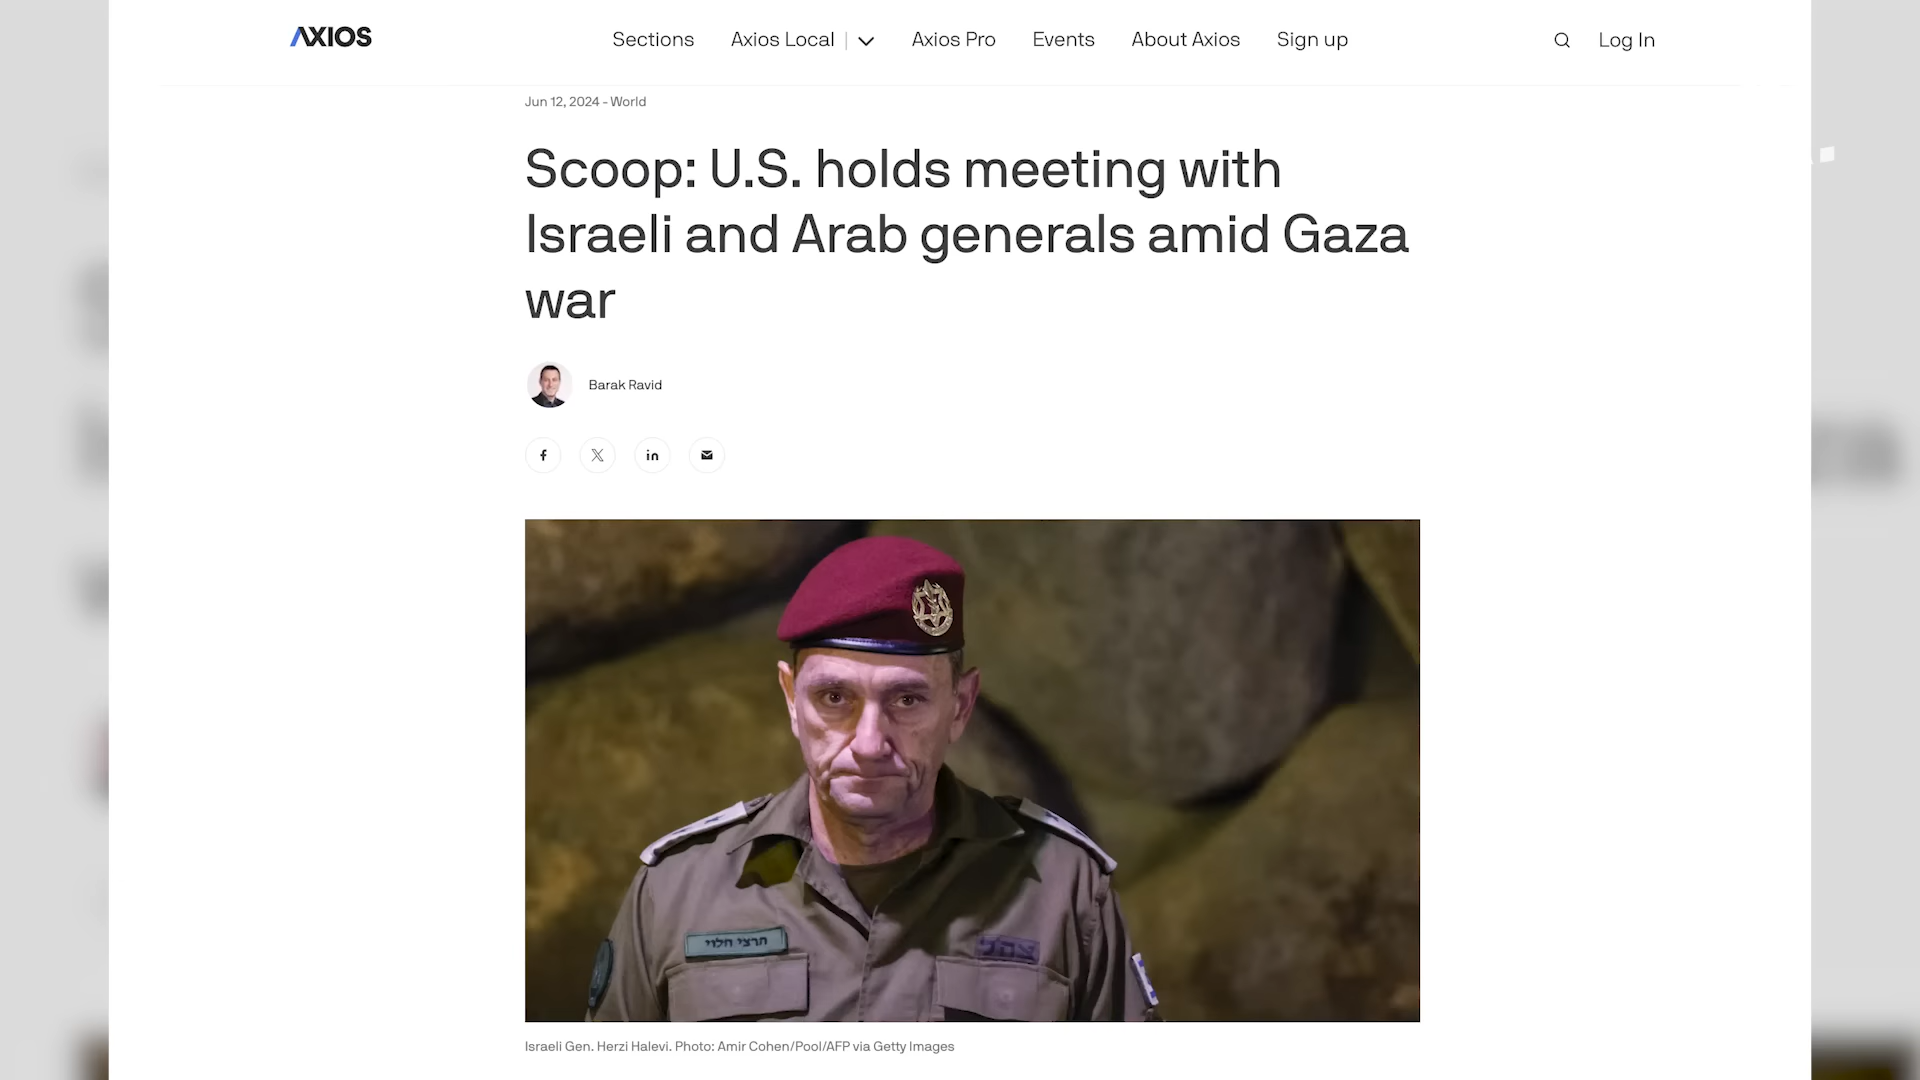 AXIOS
Sections Axios Local Axios Pro Events About Axios Sign up Log In
Jun 12, 2024 - World
Scoop: U.S. holds meeting with
Israeli and Arab generals amid Gaza
war
Barak Ravid
צה"ל
Israeli Gen. Herzi Halevi. Photo: Amir Cohen/Pool/AFP via Getty Images